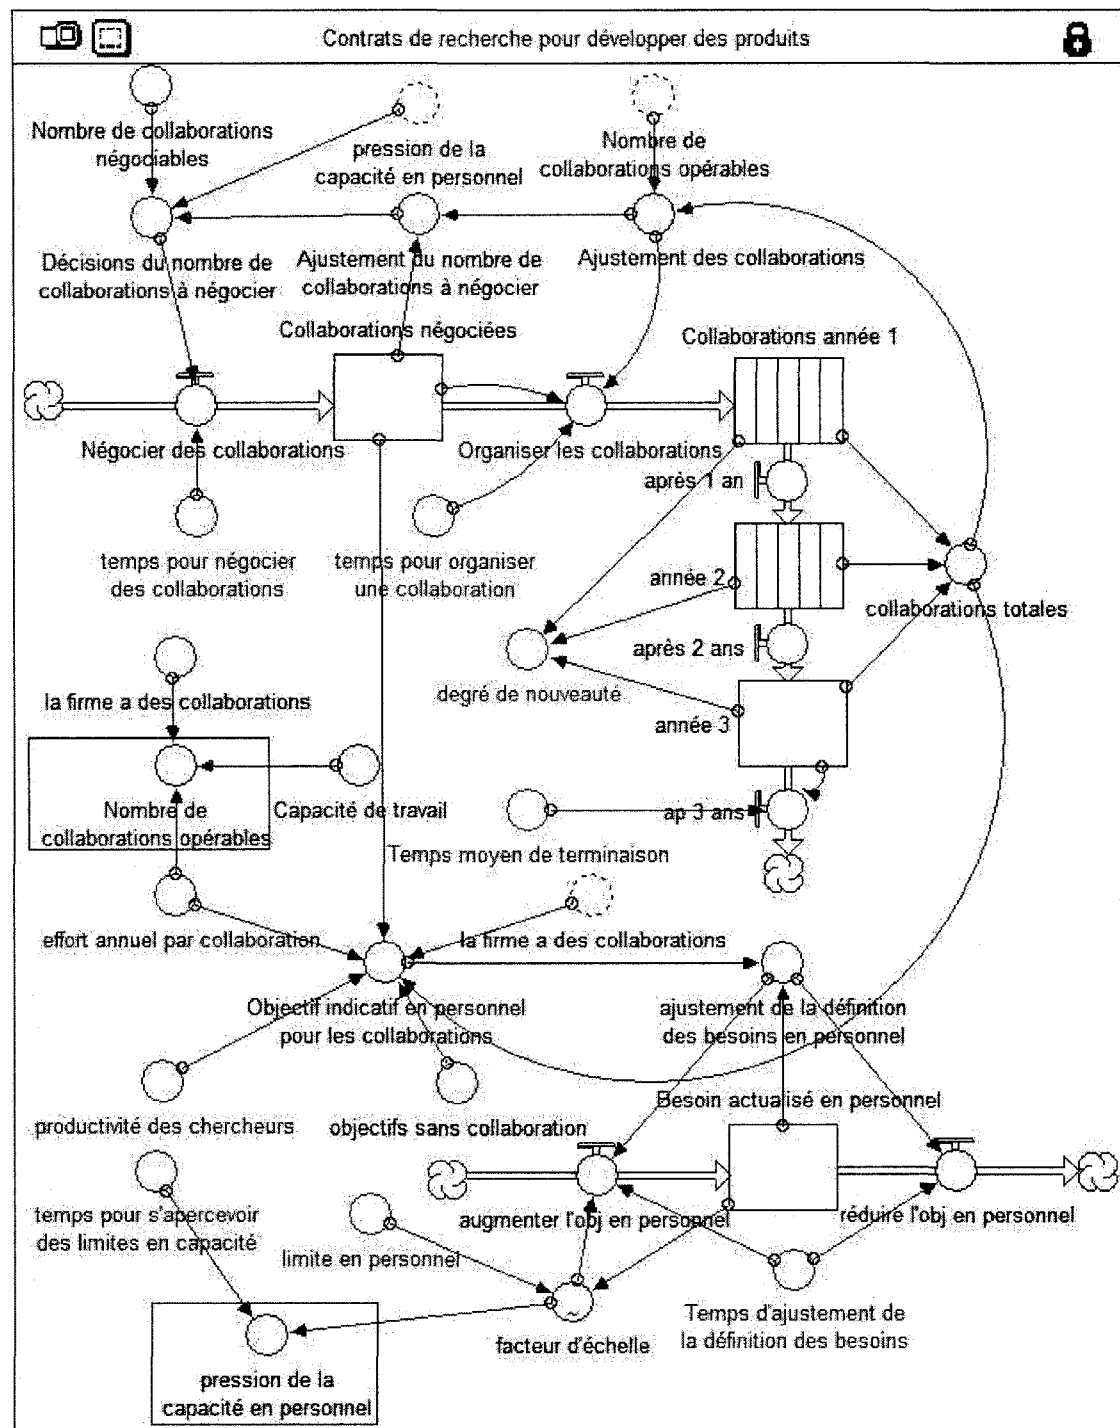 Contrats de recherche pour développer des produits
Nombre de collaborations
négociables
pression de la
capacité en personnel
Nombre de
collaborations opérables
Décisions du nombre de
collaborations à négocier
Ajustement du nombre de
collaborations à négocier
Ajustement des collaborations
Collaborations négociées
Collaborations année 1
Négocier des collaborations
Organiser les collaborations
après 1 an
temps pour négocier
des collaborations
temps pour organiser
une collaboration
année 2
collaborations totales
après 2 ans
degré de nouveauté
la firme a des collaborations
année 3
Nombre de
collaborations opérables
Capacité de travail
ap 3 ans
Temps moyen de terminaison
effort annuel par collaboration
la firme a des collaborations
Objectif indicatif en personnel
pour les collaborations
ajustement de la définition
des besoins en personnel
productivité des chercheurs
objectifs sans collaboration
Besoin actualisé en personnel
temps pour s'apercevoir
des limites en capacité
limite en personnel
augmenter l'obj en personnel
réduire l'obj en personnel
facteur d'échelle
Temps d'ajustement de
la définition des besoins
pression de la
capacité en personnel